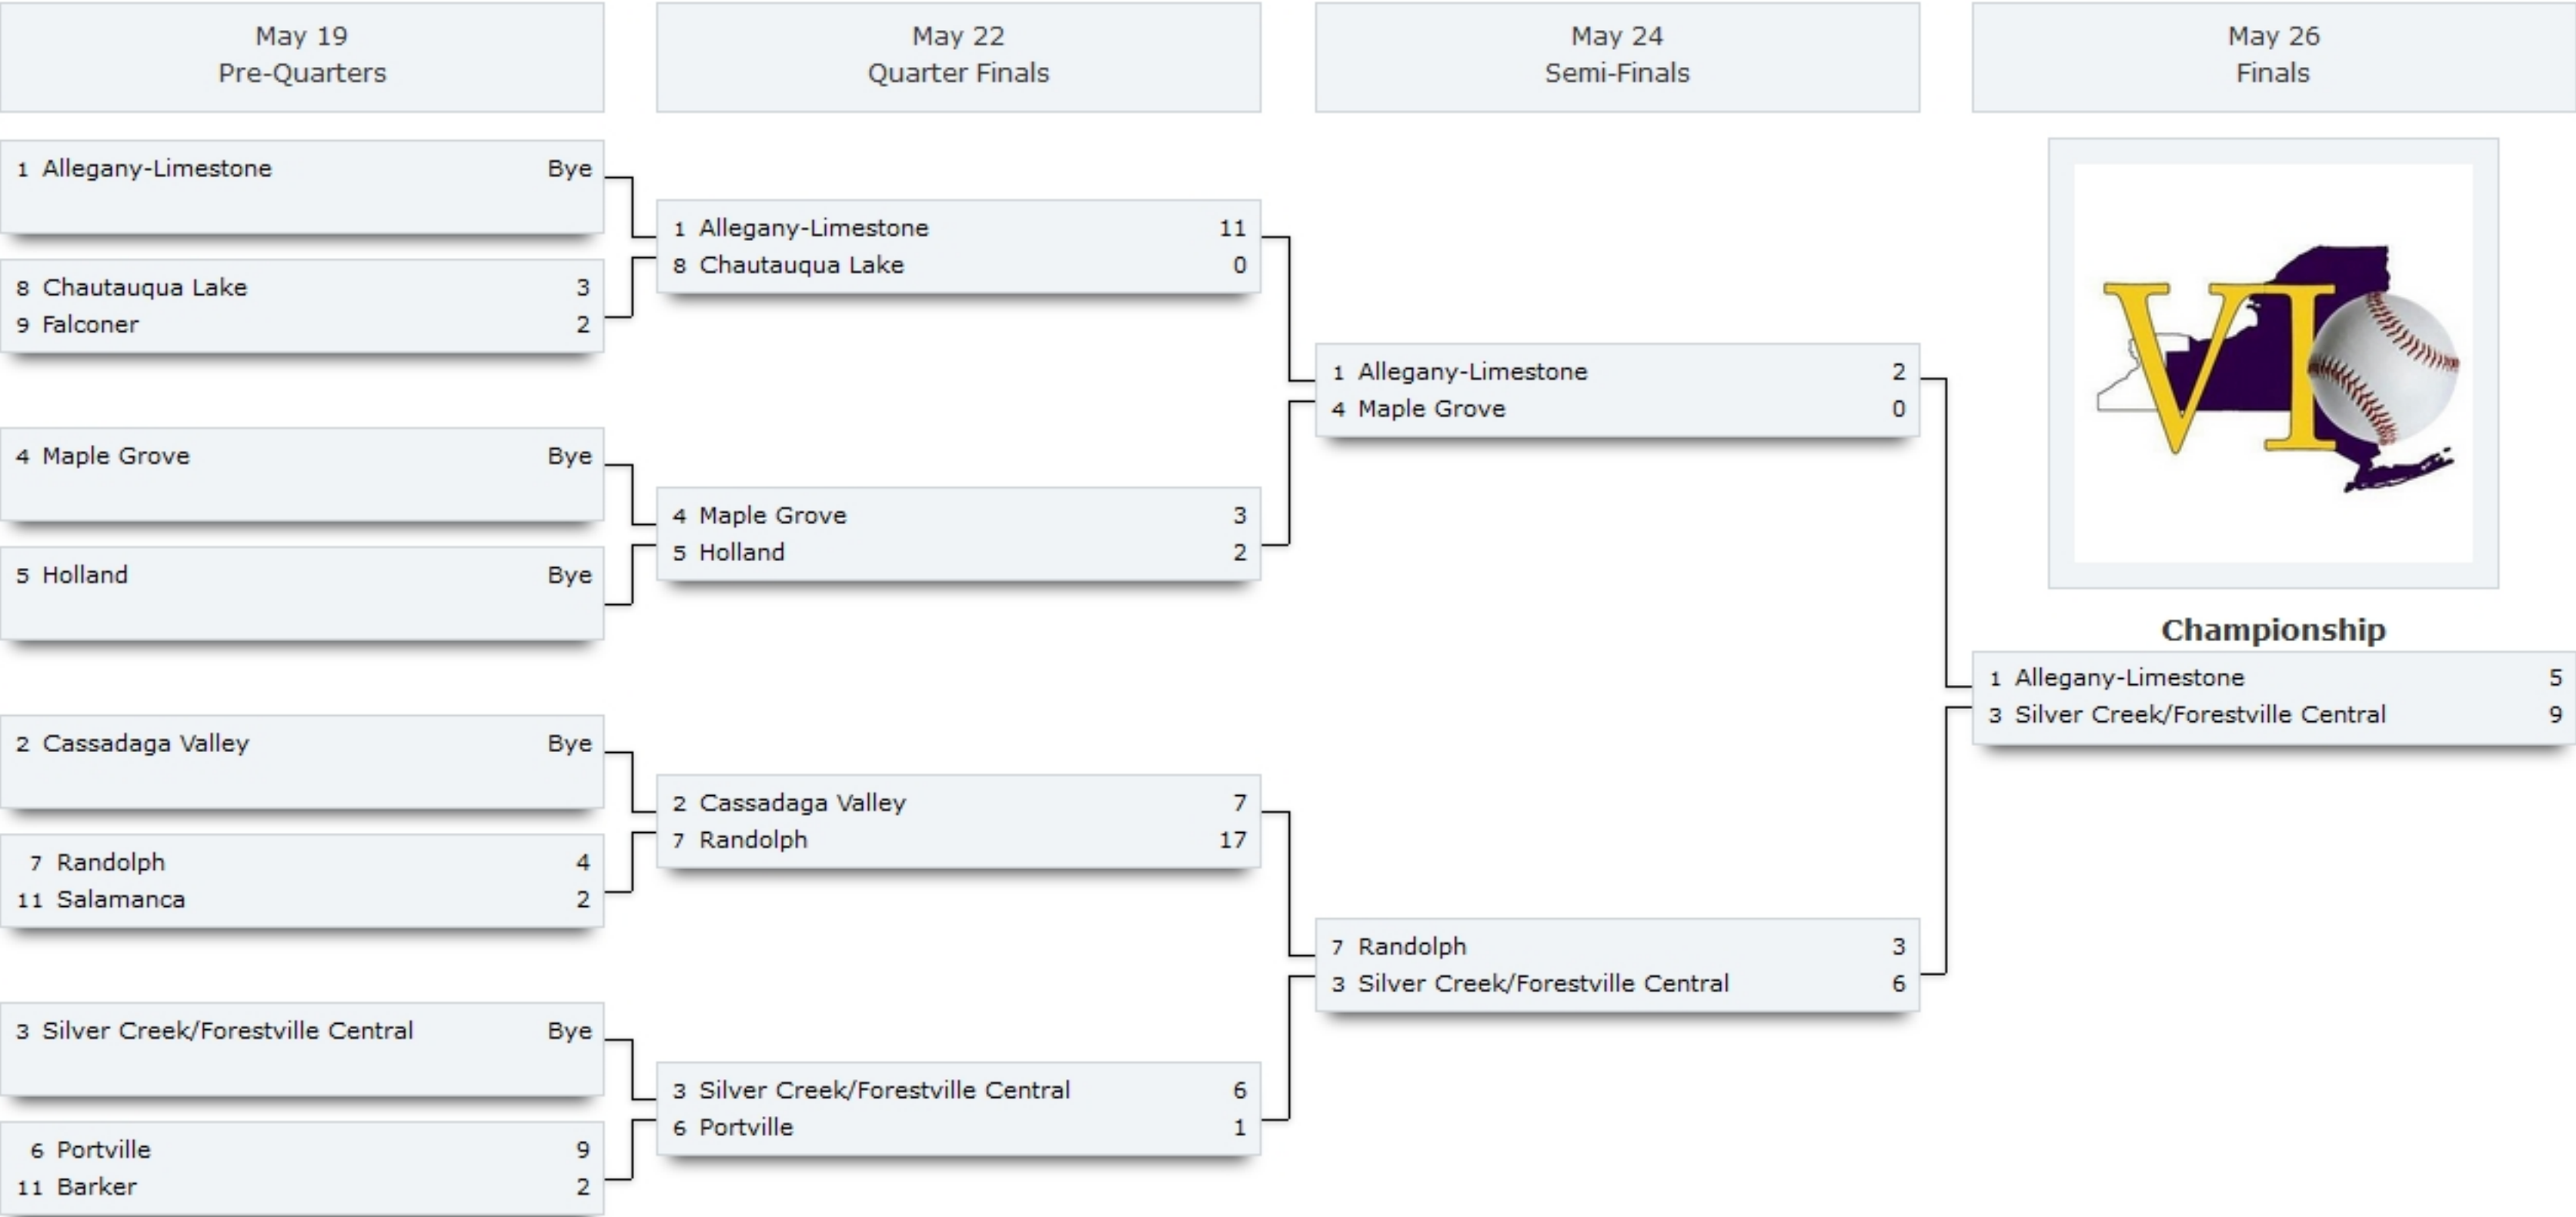 May 19
Pre-Quarters
May 22
Quarter Finals
May 24
Semi-Finals
May 26
Finals
1 Allegany-Limestone Bye
8 Chautauqua Lake 3
9 Falconer 2
4 Maple Grove Bye
5 Holland Bye
2 Cassadaga Valley Bye
7 Randolph 4
11 Salamanca 2
3 Silver Creek/Forestville Central Bye
6 Portville 9
11 Barker 2
1 Allegany-Limestone 11
8 Chautauqua Lake 0
4 Maple Grove 3
5 Holland 2
2 Cassadaga Valley 7
7 Randolph 17
3 Silver Creek/Forestville Central 6
6 Portville 1
1 Allegany-Limestone 2
4 Maple Grove 0
7 Randolph 3
3 Silver Creek/Forestville Central 6
VI
Championship
1 Allegany-Limestone 5
3 Silver Creek/Forestville Central 9